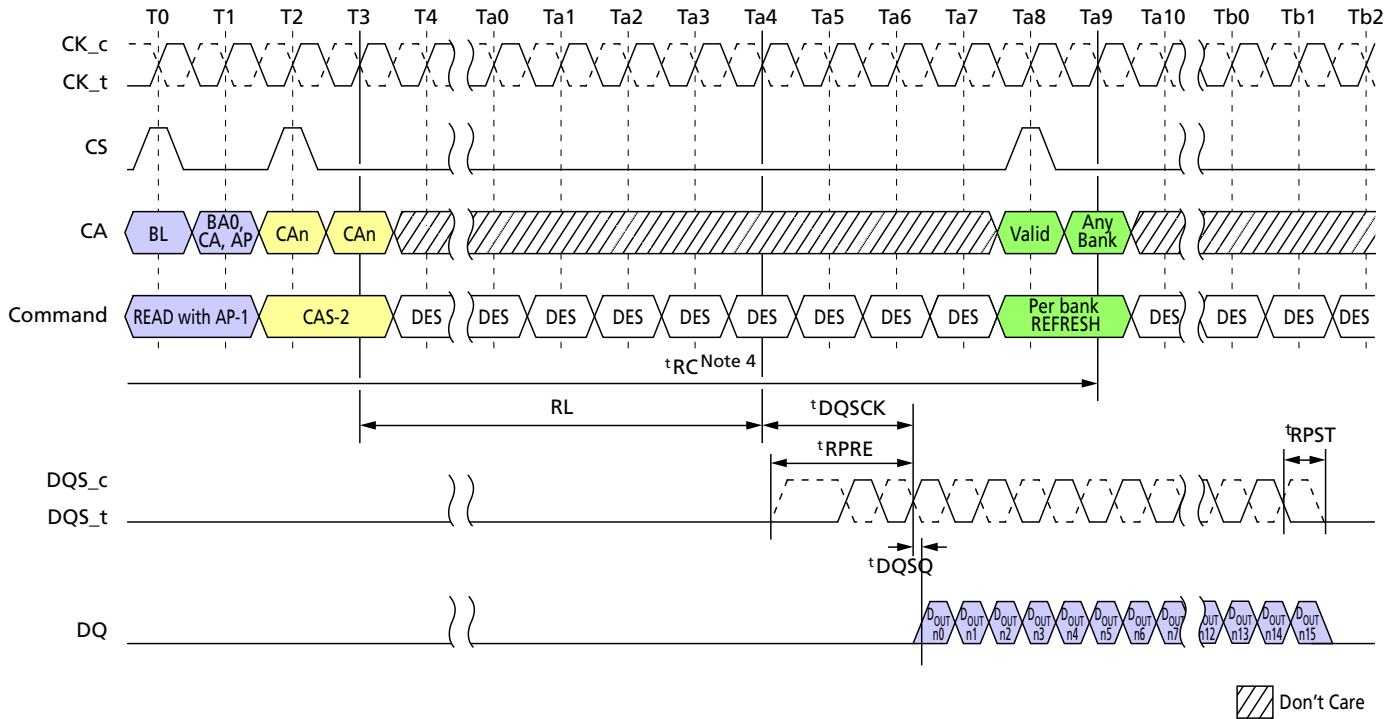 T0 T1 T2 T3 T4 Ta0 Ta1 Ta2 Ta3 Ta4 Ta5 Ta6 Ta7 Ta8 Ta9 Ta10 Tb0 Tb1 Tb2
CK_c
CK_t
CS
CA BL BA0, CA, AP CAn CAn Valid Any Bank
Command READ with AP-1 CAS-2 DES DES DES DES DES DES DES DES DES Per bank REFRESH DES DES DES DES
tRC Note 4
RL tDQSCK
tRPRE tRPST
DQS_c
DQS_t
tDQSQ
DQ DOUT n0 DOUT n1 DOUT n2 DOUT n3 DOUT n4 DOUT n5 DOUT n6 DOUT n7 DOUT n12 DOUT n13 DOUT n14 DOUT n15
Don't Care